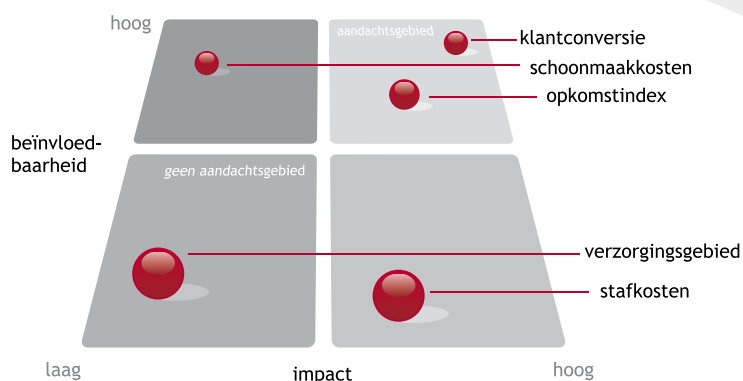 hoog
aandachtsgebied
klantconversie
schoonmaakkosten
opkomstindex
beïnvloed-
baarheid
geen aandachtsgebied
verzorgingsgebied
stafkosten
laag
impact
hoog